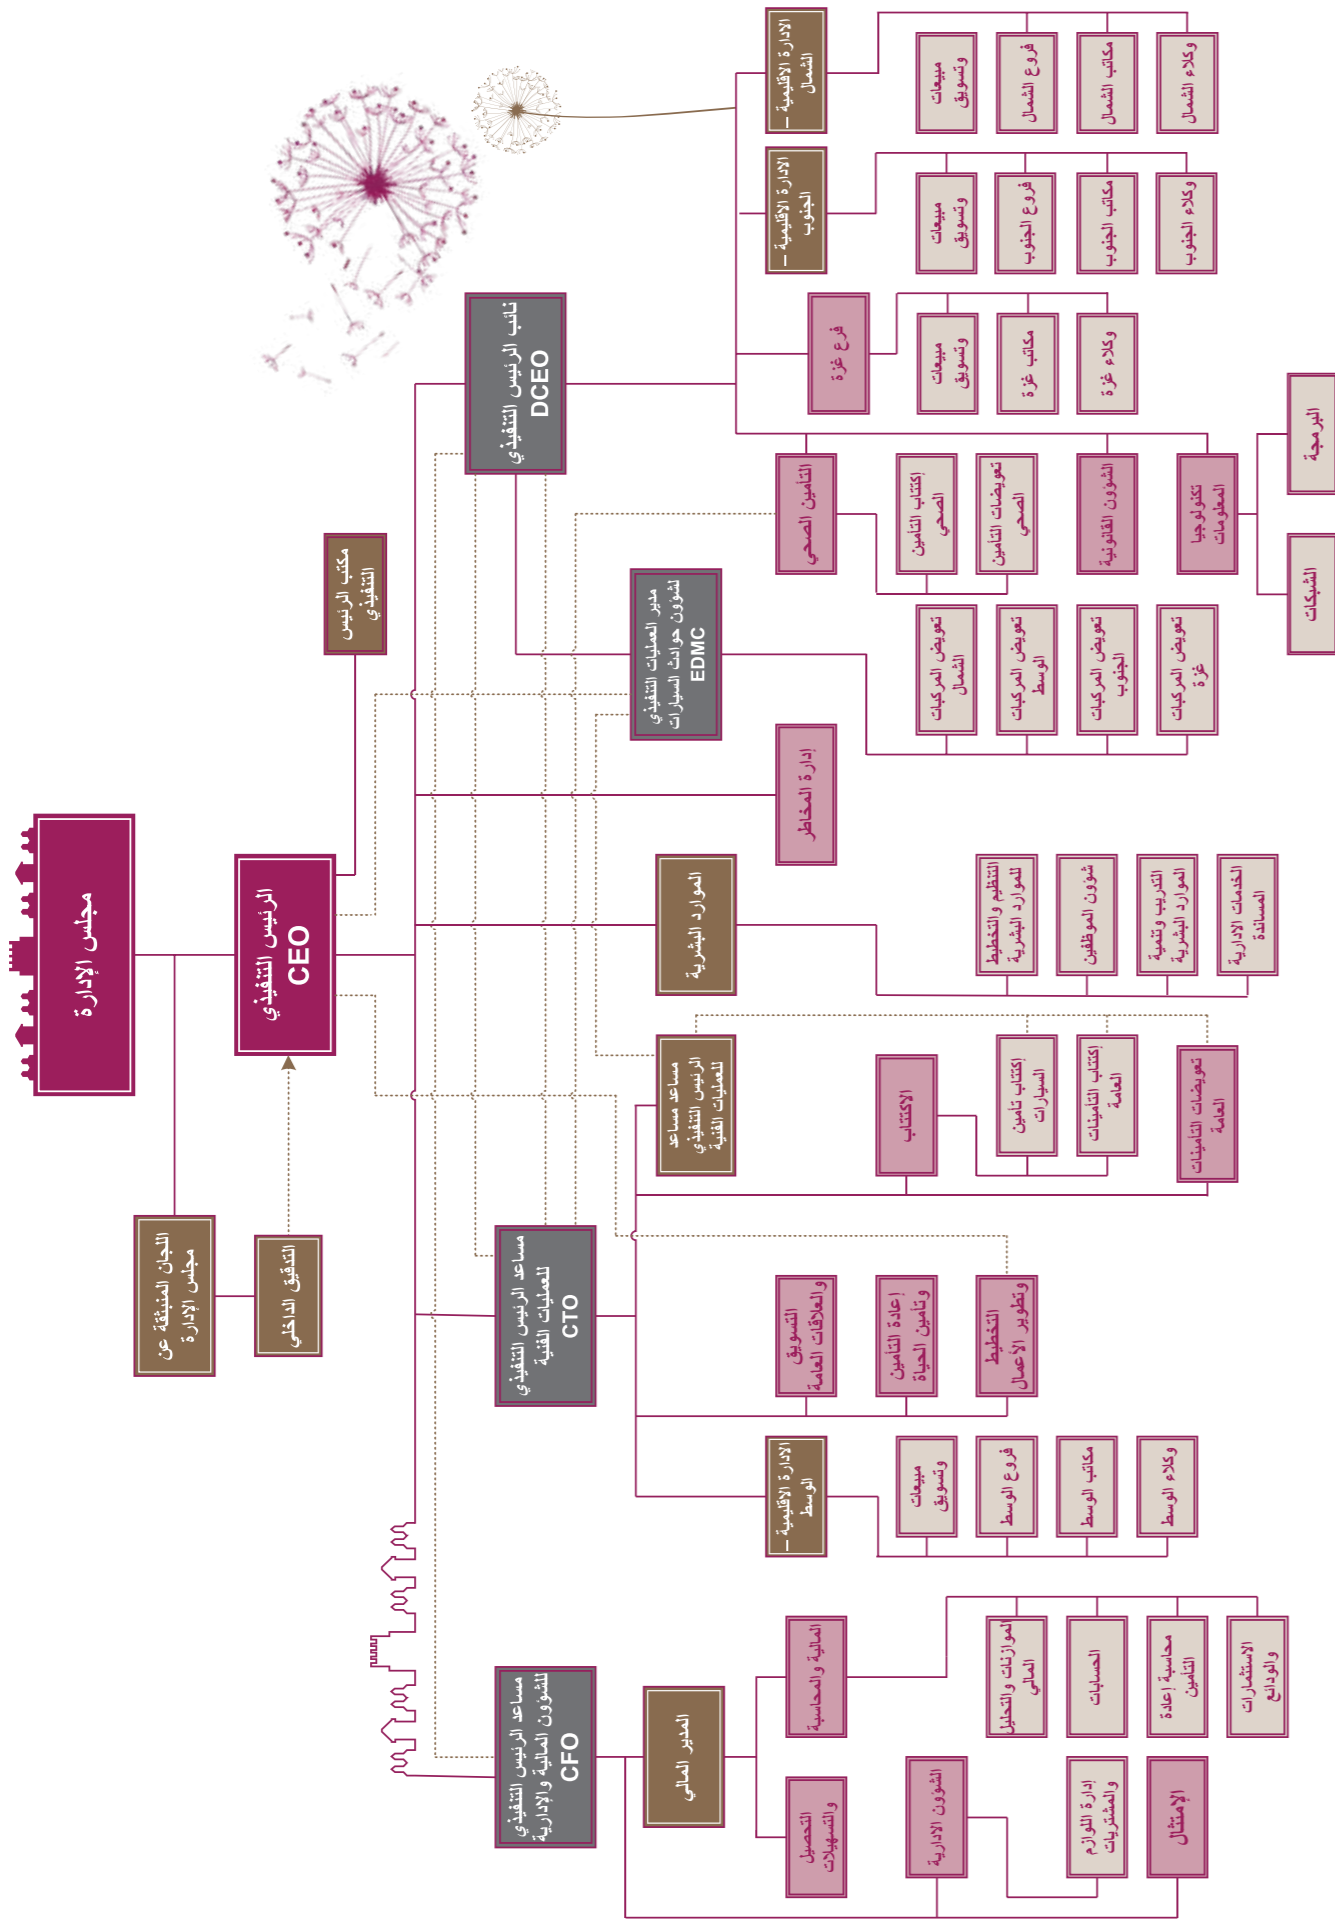 مجلس الإدارة
اللجان المنبثقة عن
مجلس الإدارة
التدقيق الداخلي
الرئيس التنفيذي
CEO
مكتب الرئيس
التنفيذي
نائب الرئيس التنفيذي
DCEO
مساعد الرئيس التنفيذي
للعمليات الفنية
CTO
مساعد الرئيس التنفيذي
للشؤون المالية والإدارية
CFO
مدير العمليات التنفيذي
لشؤون حوادث السيارات
EDMC
الادارة الاقليمية –
الشمال
مبيعات
وتسويق
فروع الشمال
مكاتب الشمال
وكلاء الشمال
الادارة الاقليمية –
الجنوب
مبيعات
وتسويق
فروع الجنوب
مكاتب الجنوب
وكلاء الجنوب
فرع غزة
مبيعات
وتسويق
مكاتب غزة
وكلاء غزة
التأمين الصحي
إكتتاب التأمين
الصحي
تعويضات التأمين
الصحي
الشؤون القانونية
تكنولوجيا
المعلومات
البرمجة
الشبكات
تعويض المركبات
الشمال
تعويض المركبات
الوسط
تعويض المركبات
الجنوب
تعويض المركبات
غزة
إدارة المخاطر
الموارد البشرية
التنظيم والتخطيط
للموارد البشرية
شؤون الموظفين
التدريب وتنمية
الموارد البشرية
الخدمات الادارية
المساندة
مساعد مساعد
الرئيس التنفيذي
للعمليات الفنية
الاكتتاب
إكتتاب تأمين
السيارات
إكتتاب التأمينات
العامة
تعويضات التأمينات
العامة
التسويق
والعلاقات العامة
إعادة التأمين
وتأمين الحياة
التخطيط
وتطوير الأعمال
الادارة الاقليمية –
الوسط
مبيعات
وتسويق
فروع الوسط
مكاتب الوسط
وكلاء الوسط
المدير المالي
المالية والمحاسبة
الموازنات والتحليل
المالي
الحسابات
محاسبة إعادة
التأمين
الاستثمارات
والودائع
التحصيل
والتسهيلات
الشؤون الادارية
إدارة اللوازم
والمشتريات
الإمتثال